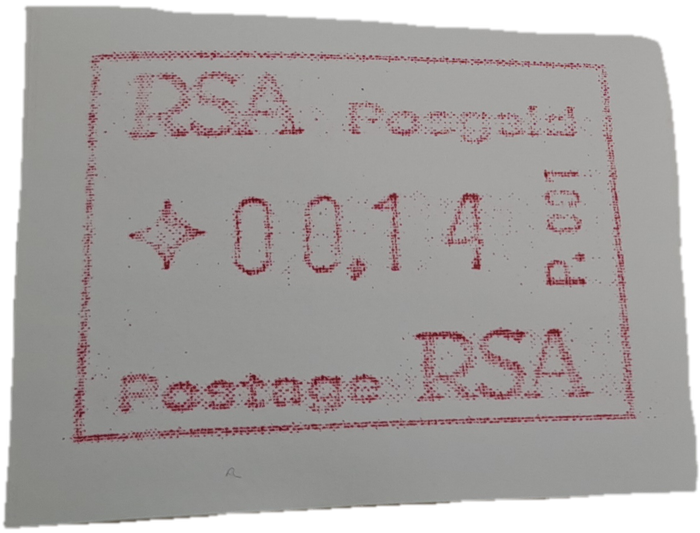 RSA Posgeld
00.14
P.001
Postage RSA